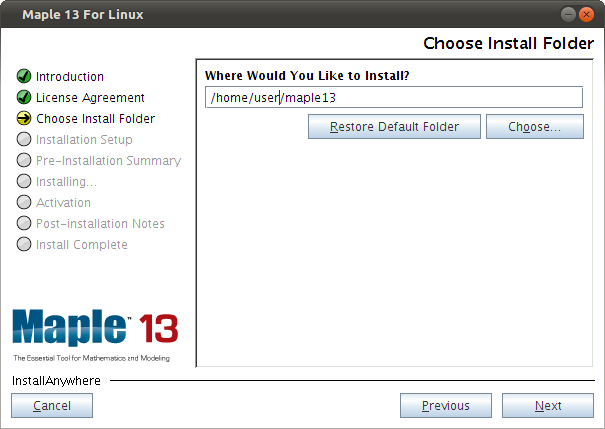 Maple 13 For Linux
Choose Install Folder
Introduction
License Agreement
Choose Install Folder
Installation Setup
Pre-Installation Summary
Installing...
Activation
Post-installation Notes
Install Complete
Where Would You Like to Install?
/home/user/maple13
Restore Default Folder
Choose...
Maple™ 13
The Essential Tool for Mathematics and Modeling
InstallAnywhere
Cancel
Previous
Next